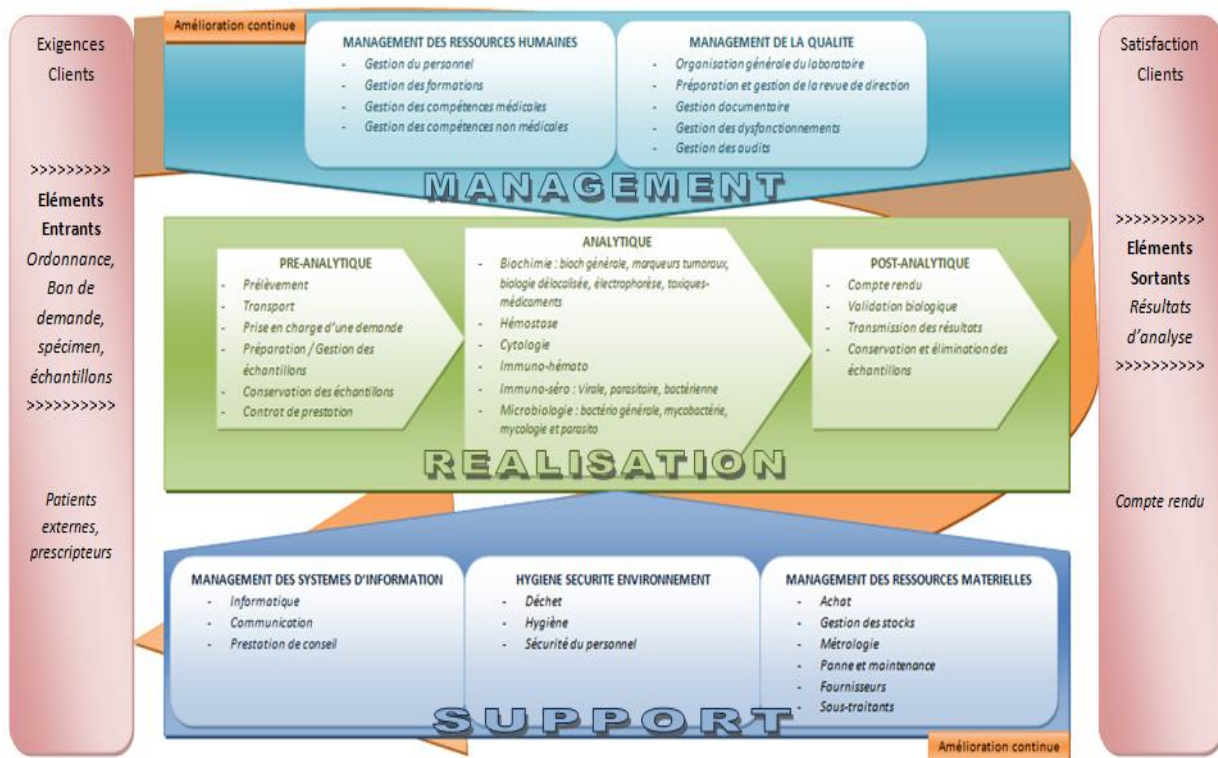 Exigences
Clients
>>>>>>>>>
Eléments
Entrants
Ordonnance,
Bon de
demande,
spécimen,
échantillons
>>>>>>>>>>
Patients
externes,
prescripteurs
Amélioration continue
MANAGEMENT DES RESSOURCES HUMAINES
- Gestion du personnel
- Gestion des formations
- Gestion des compétences médicales
- Gestion des compétences non médicales
MANAGEMENT DE LA QUALITE
- Organisation générale du laboratoire
- Préparation et gestion de la revue de direction
- Gestion documentaire
- Gestion des dysfonctionnements
- Gestion des audits
MANAGEMENT
PRE-ANALYTIQUE
- Prélèvement
- Transport
- Prise en charge d'une demande
- Préparation / Gestion des
échantillons
- Conservation des échantillons
- Contrat de prestation
ANALYTIQUE
- Biochimie : bioch générale, marqueurs tumoraux,
biologie délocalisée, électrophorèse, toxiques-
médicaments
- Hémostase
- Cytologie
- Immuno-hémato
- Immuno-séro : Virale, parasitaire, bactérienne
- Microbiologie : bactério générale, mycobactérie,
mycologie et parasito
POST-ANALYTIQUE
- Compte rendu
- Validation biologique
- Transmission des résultats
- Conservation et élimination des
échantillons
REALISATION
MANAGEMENT DES SYSTEMES D'INFORMATION
- Informatique
- Communication
- Prestation de conseil
HYGIENE SECURITE ENVIRONNEMENT
- Déchet
- Hygiène
- Sécurité du personnel
MANAGEMENT DES RESSOURCES MATERIELLES
- Achat
- Gestion des stocks
- Métrologie
- Panne et maintenance
- Fournisseurs
- Sous-traitants
SUPPORT
Amélioration continue
Satisfaction
Clients
>>>>>>>>>>
Eléments
Sortants
Résultats
d'analyse
>>>>>>>>>>
Compte rendu